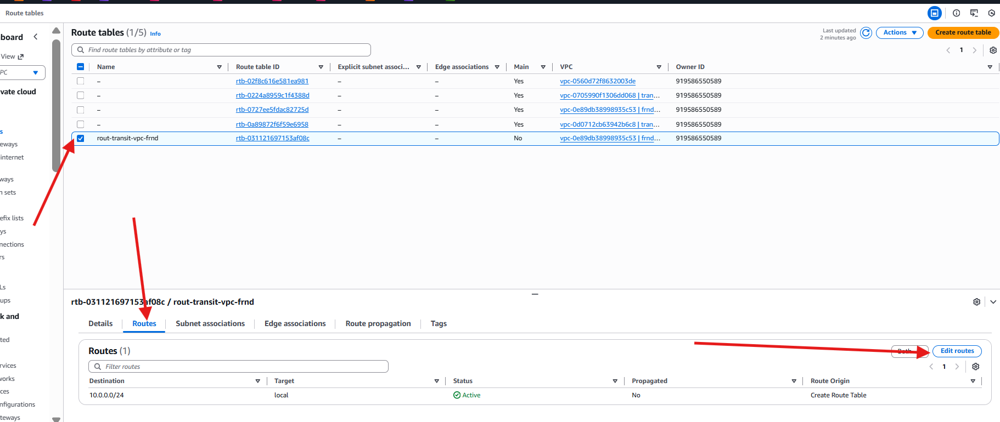 Route tables
board
View
PC
vate cloud
s
eways
internet
ways
n sets
efix lists
ys
nections
rs
Ls
ups
k and
ted
rvices
works
ces
nfigurations
teways
Route tables (1/5) Info
Last updated
2 minutes ago
Actions
Create route table
Find route tables by attribute or tag
1
Name Route table ID Explicit subnet associ... Edge associations Main VPC Owner ID
– rtb-02f8c616e581ea981 – – Yes vpc-0560d72f8632003de 919586550589
– rtb-0224a8959c1f4388d – – Yes vpc-0705990f1306dd068 | tran... 919586550589
– rtb-0727ee5fdac82725d – – Yes vpc-0e89db38998935c53 | frnd... 919586550589
– rtb-0a89872f6f59e6958 – – Yes vpc-0d0712cb63942b6c8 | tran... 919586550589
rout-transit-vpc-frnd rtb-031121697153af08c – – No vpc-0e89db38998935c53 | frnd... 919586550589
rtb-031121697153af08c / rout-transit-vpc-frnd
Details Routes Subnet associations Edge associations Route propagation Tags
Routes (1)
Both
Edit routes
Filter routes
1
Destination Target Status Propagated Route Origin
10.0.0.0/24 local Active No Create Route Table